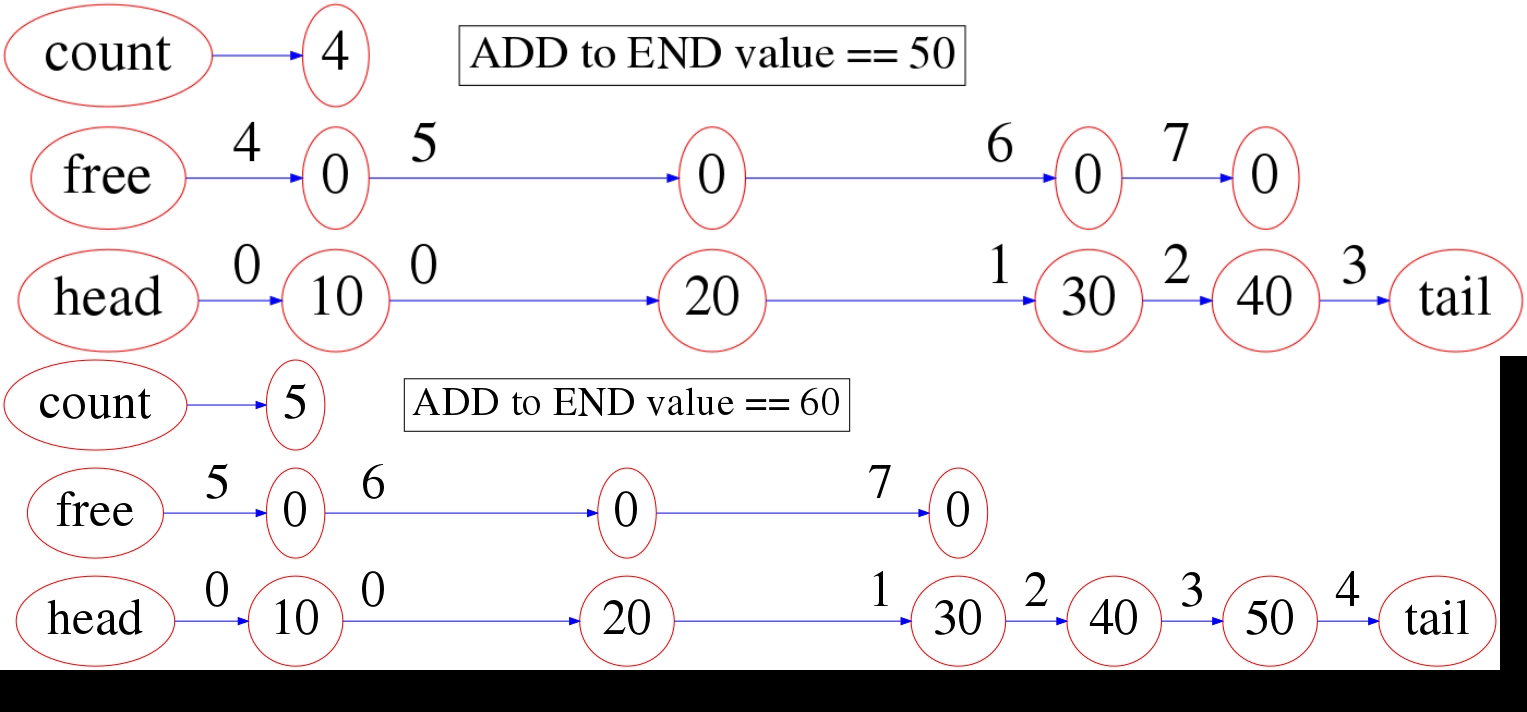 count 4 ADD to END value == 50
4 5 6 7
free 0 0 0 0
0 0 1 2 3
head 10 20 30 40 tail
count 5 ADD to END value == 60
5 6 7
free 0 0 0
0 0 1 2 3 4
head 10 20 30 40 50 tail